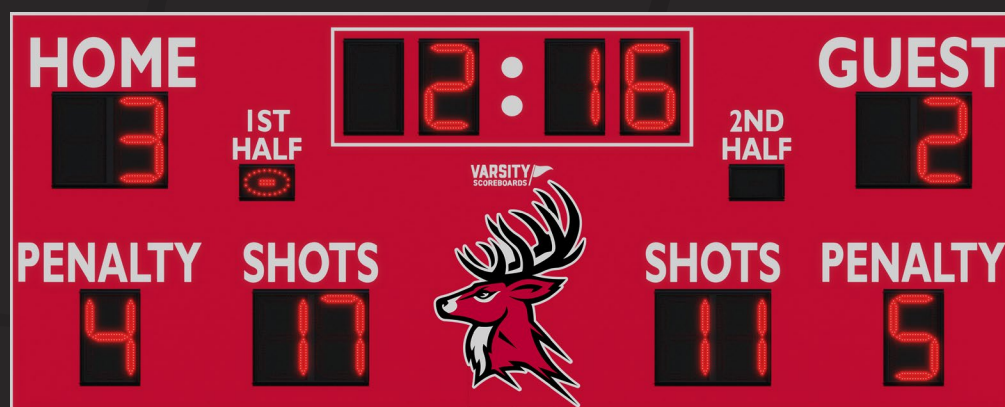 HOME
2:16
GUEST
3
1ST
HALF
2ND
HALF
2
VARSITY
SCOREBOARDS
PENALTY
SHOTS
SHOTS
PENALTY
4
17
11
5